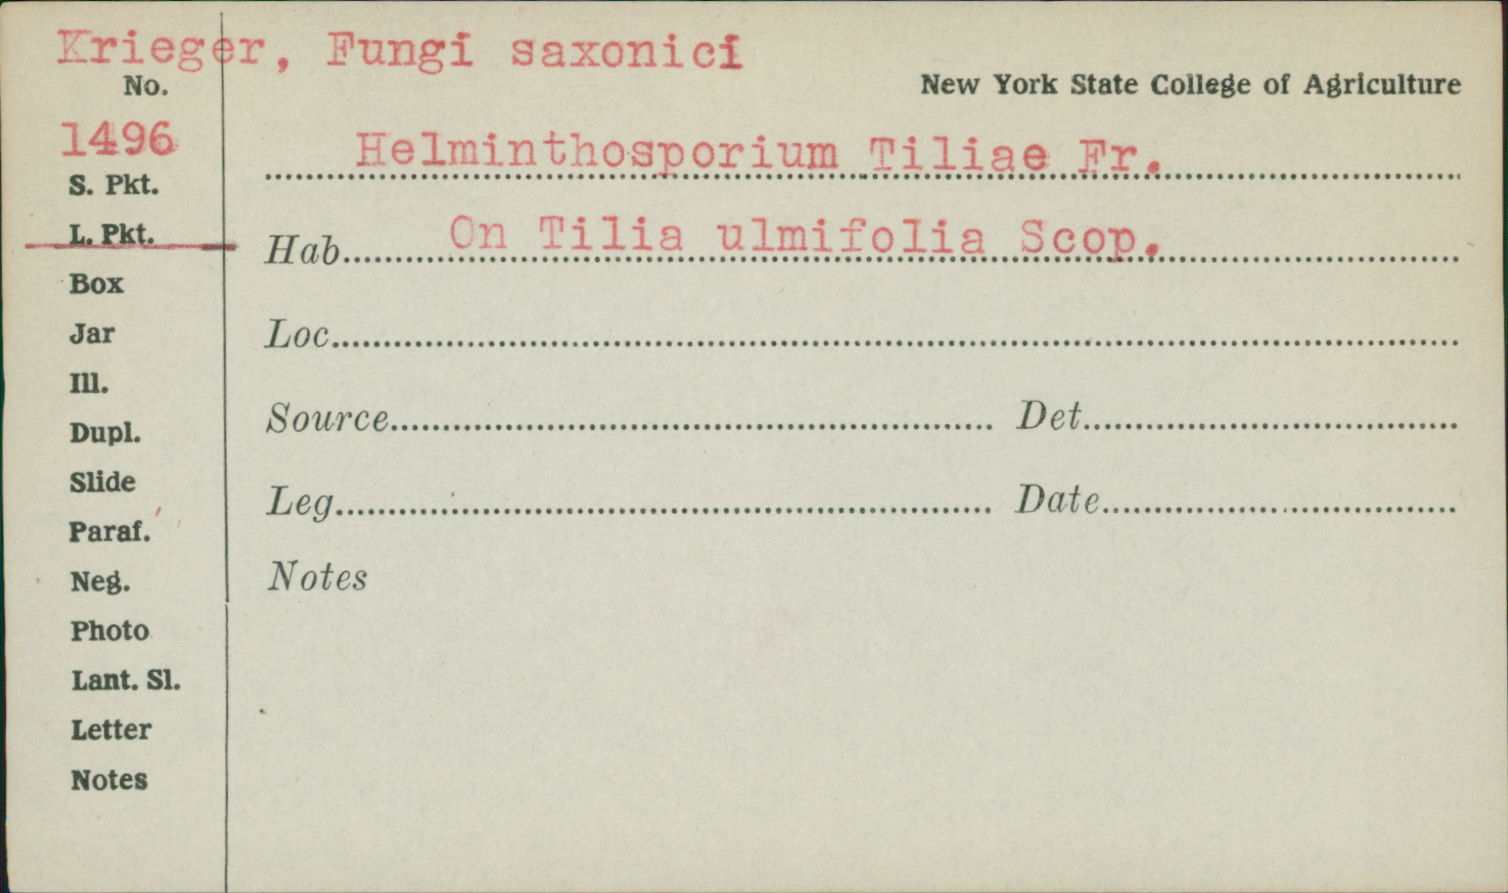 Krieger, Fungi saxonici
No.
New York State College of Agriculture
1496
Helminthosporium Tiliae Fr.
S. Pkt.
L. Pkt.
Hab. On Tilia ulmifolia Scop.
Box
Jar
Loc.
Ill.
Dupl.
Source Det.
Slide
Leg. Date
Paraf.
Neg.
Notes
Photo
Lant. Sl.
Letter
Notes